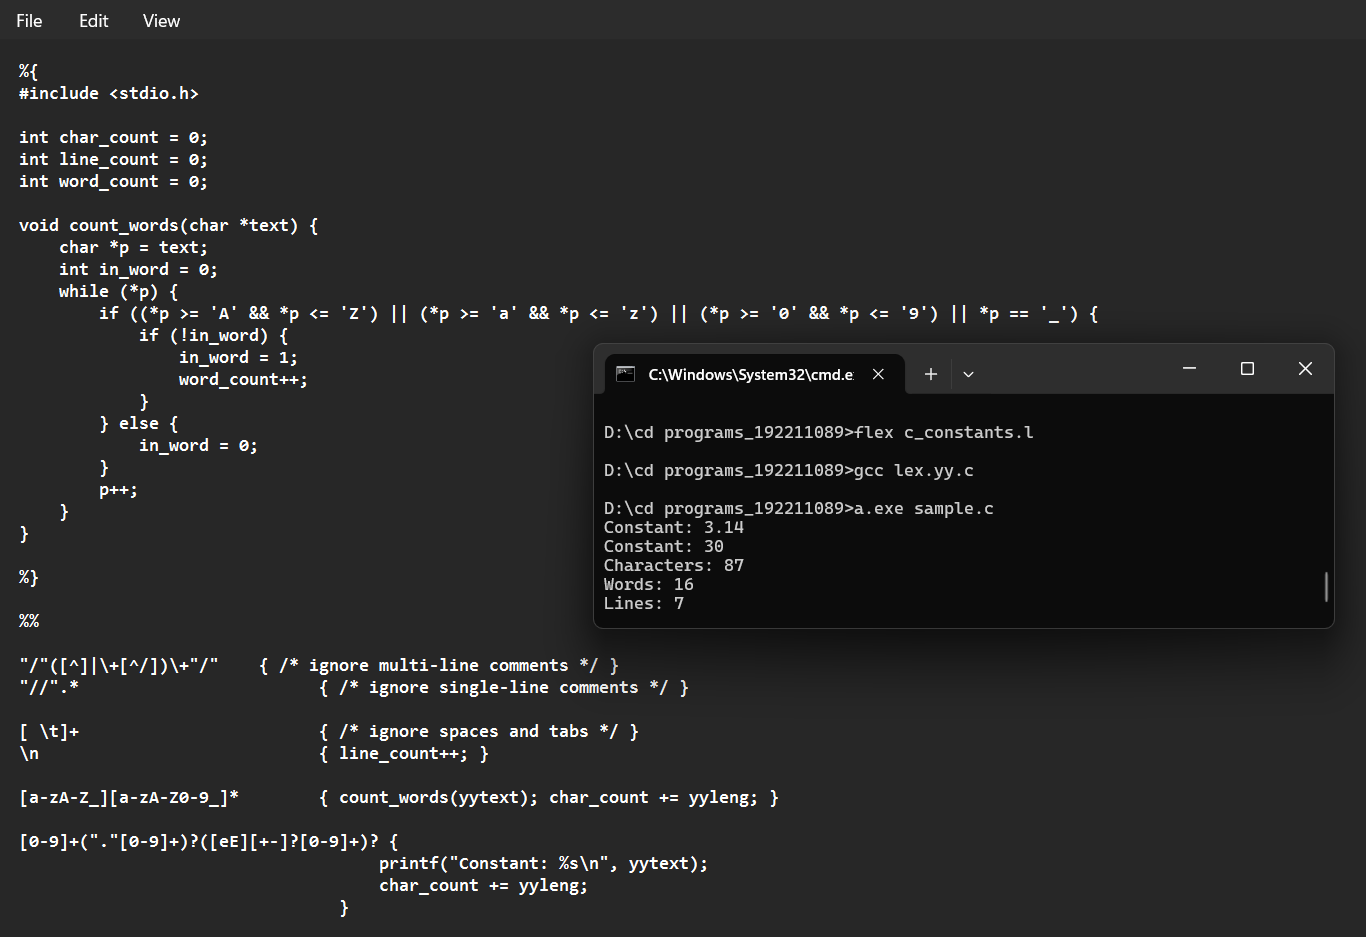 File Edit View
%{
#include <stdio.h>

int char_count = 0;
int line_count = 0;
int word_count = 0;

void count_words(char *text) {
    char *p = text;
    int in_word = 0;
    while (*p) {
        if ((*p >= 'A' && *p <= 'Z') || (*p >= 'a' && *p <= 'z') || (*p >= '0' && *p <= '9') || *p == '_') {
            if (!in_word) {
                in_word = 1;
                word_count++;
            }
        } else {
            in_word = 0;
        }
        p++;
    }
}

%}

%%

"/"([^]|\+[^/])\+"/"    { /* ignore multi-line comments */ }
"//".*                        { /* ignore single-line comments */ }

[ \t]+                        { /* ignore spaces and tabs */ }
\n                            { line_count++; }

[a-zA-Z_][a-zA-Z0-9_]*        { count_words(yytext); char_count += yyleng; }

[0-9]+("."[0-9]+)?([eE][+-]?[0-9]+)? {
                                    printf("Constant: %s\n", yytext);
                                    char_count += yyleng;
                                }
C:\Windows\System32\cmd.e
D:\cd programs_192211089>flex c_constants.l

D:\cd programs_192211089>gcc lex.yy.c

D:\cd programs_192211089>a.exe sample.c
Constant: 3.14
Constant: 30
Characters: 87
Words: 16
Lines: 7